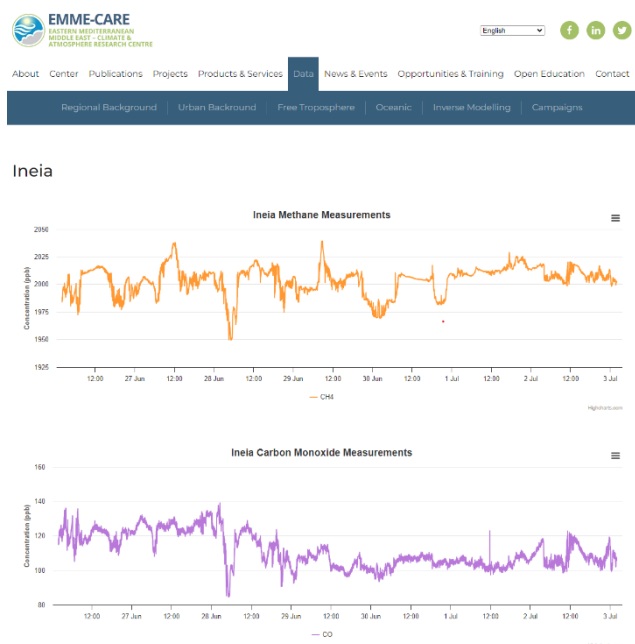 EMME-CARE
EASTERN MEDITERRANEAN
MIDDLE EAST – CLIMATE &
ATMOSPHERE RESEARCH CENTRE
English
About Center Publications Projects Products & Services Data News & Events Opportunities & Training Open Education Contact
Regional Background Urban Backround Free Troposphere Oceanic Inverse Modelling Campaigns
Ineia
Ineia Methane Measurements
Concentration (ppb)
2050
2025
2000
1975
1950
1925
12:00 27 Jun 12:00 28 Jun 12:00 29 Jun 12:00 30 Jun 12:00 1 Jul 12:00 2 Jul 12:00 3 Jul
CH4
Highcharts.com
Ineia Carbon Monoxide Measurements
Concentration (ppb)
160
140
120
100
80
12:00 27 Jun 12:00 28 Jun 12:00 29 Jun 12:00 30 Jun 12:00 1 Jul 12:00 2 Jul 12:00 3 Jul
CO